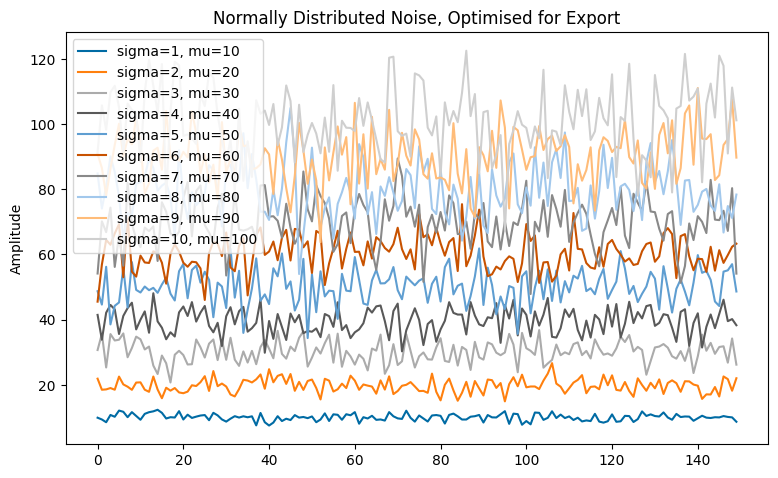 Normally Distributed Noise, Optimised for Export
Amplitude
120
100
80
60
40
20
sigma=1, mu=10
sigma=2, mu=20
sigma=3, mu=30
sigma=4, mu=40
sigma=5, mu=50
sigma=6, mu=60
sigma=7, mu=70
sigma=8, mu=80
sigma=9, mu=90
sigma=10, mu=100
0 20 40 60 80 100 120 140